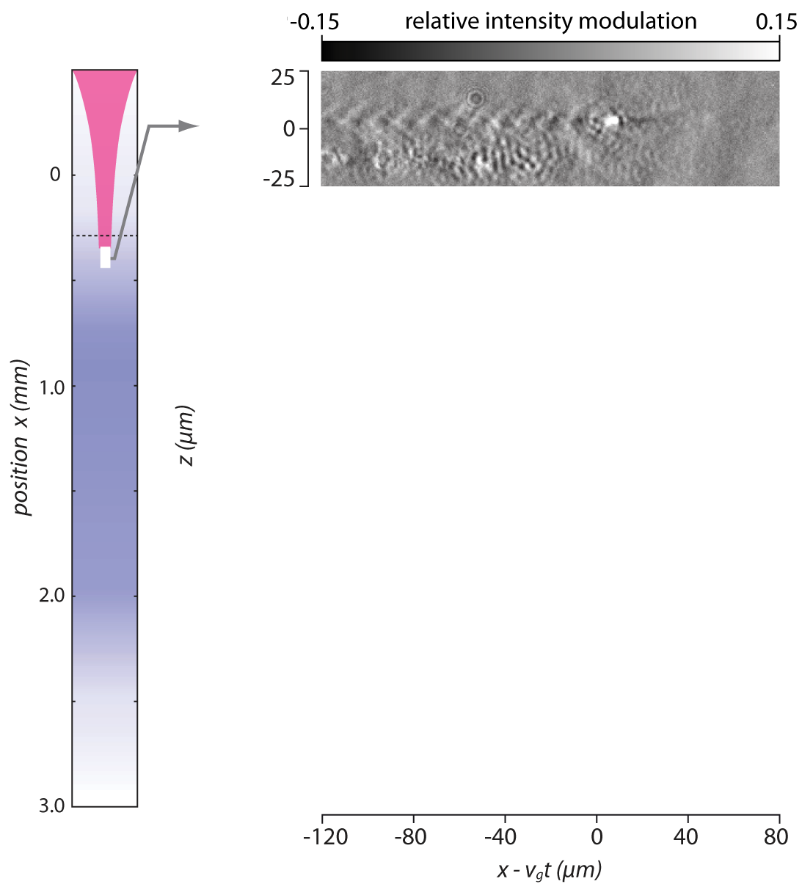 -0.15 relative intensity modulation 0.15
25
0
-25
0
1.0
2.0
3.0
position x (mm)
z (μm)
-120 -80 -40 0 40 80
x - vgt (μm)